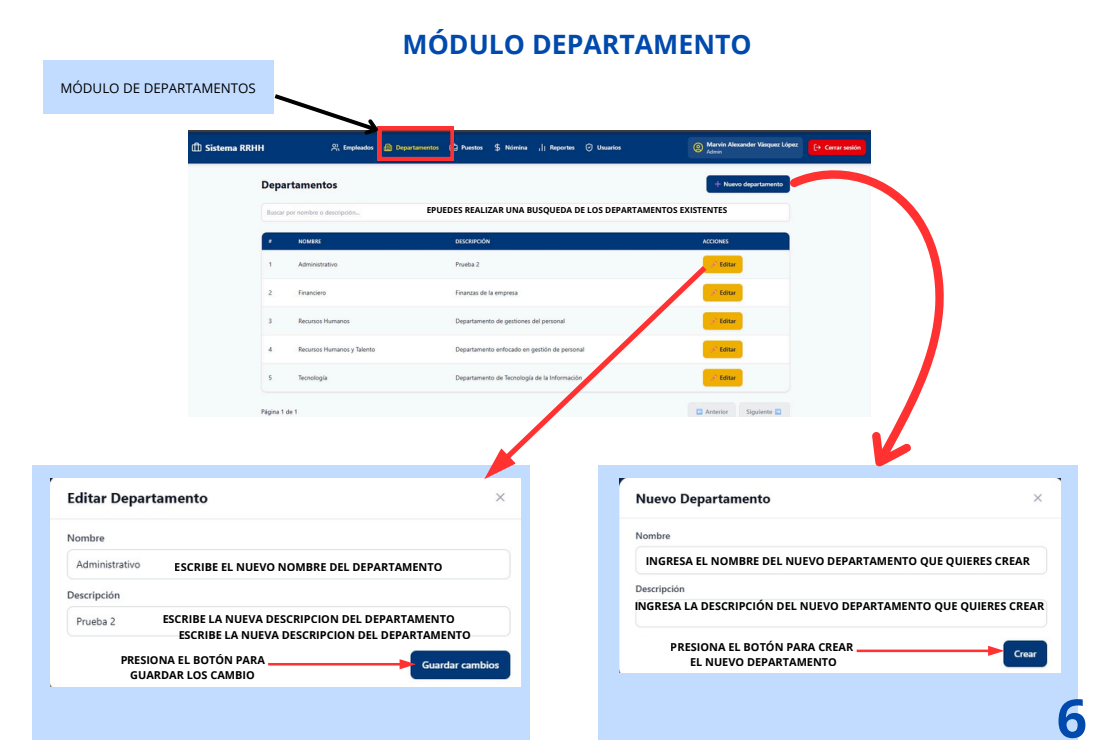 MÓDULO DEPARTAMENTO
MÓDULO DE DEPARTAMENTOS
Sistema RRHH
Empleados
Departamentos
Puestos
$ Nómina
Reportes
Usuarios
Marvin Alexander Vàsquez López
Admin
Cerrar sesión
Departamentos
+ Nuevo departamento
Buscar por nombre o descripción...
EPUEDES REALIZAR UNA BUSQUEDA DE LOS DEPARTAMENTOS EXISTENTES
# NOMBRE DESCRIPCIÓN ACCIONES
1 Administrativo Prueba 2 Editar
2 Financiero Finanzas de la empresa Editar
3 Recursos Humanos Departamento de gestiones del personal Editar
4 Recursos Humanos y Talento Departamento enfocado en gestión de personal Editar
5 Tecnología Departamento de Tecnología de la Información Editar
Página 1 de 1
Anterior
Siguiente
Editar Departamento
×
Nombre
Administrativo
ESCRIBE EL NUEVO NOMBRE DEL DEPARTAMENTO
Descripción
Prueba 2
ESCRIBE LA NUEVA DESCRIPCION DEL DEPARTAMENTO
ESCRIBE LA NUEVA DESCRIPCION DEL DEPARTAMENTO
PRESIONA EL BOTÓN PARA
GUARDAR LOS CAMBIO
Guardar cambios
Nuevo Departamento
×
Nombre
INGRESA EL NOMBRE DEL NUEVO DEPARTAMENTO QUE QUIERES CREAR
Descripción
INGRESA LA DESCRIPCIÓN DEL NUEVO DEPARTAMENTO QUE QUIERES CREAR
PRESIONA EL BOTÓN PARA CREAR
EL NUEVO DEPARTAMENTO
Crear
6